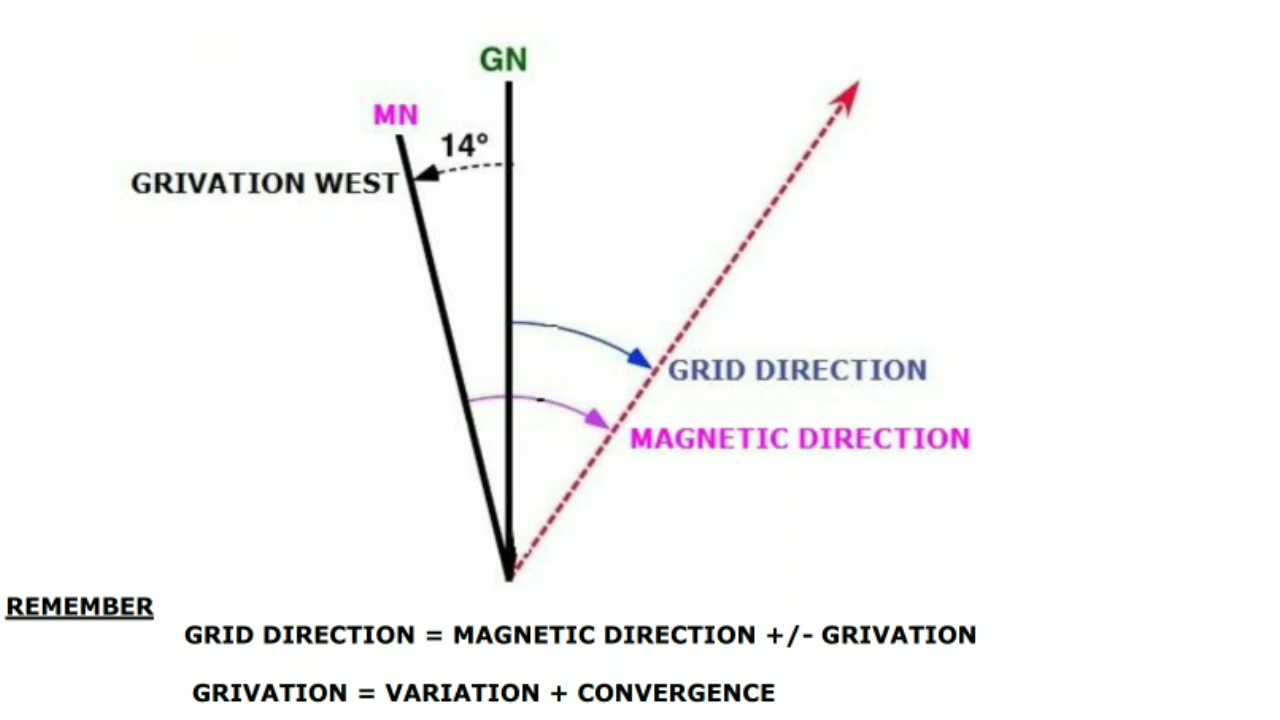 GN
MN
14°
GRIVATION WEST
GRID DIRECTION
MAGNETIC DIRECTION
REMEMBER
GRID DIRECTION = MAGNETIC DIRECTION +/- GRIVATION
GRIVATION = VARIATION + CONVERGENCE